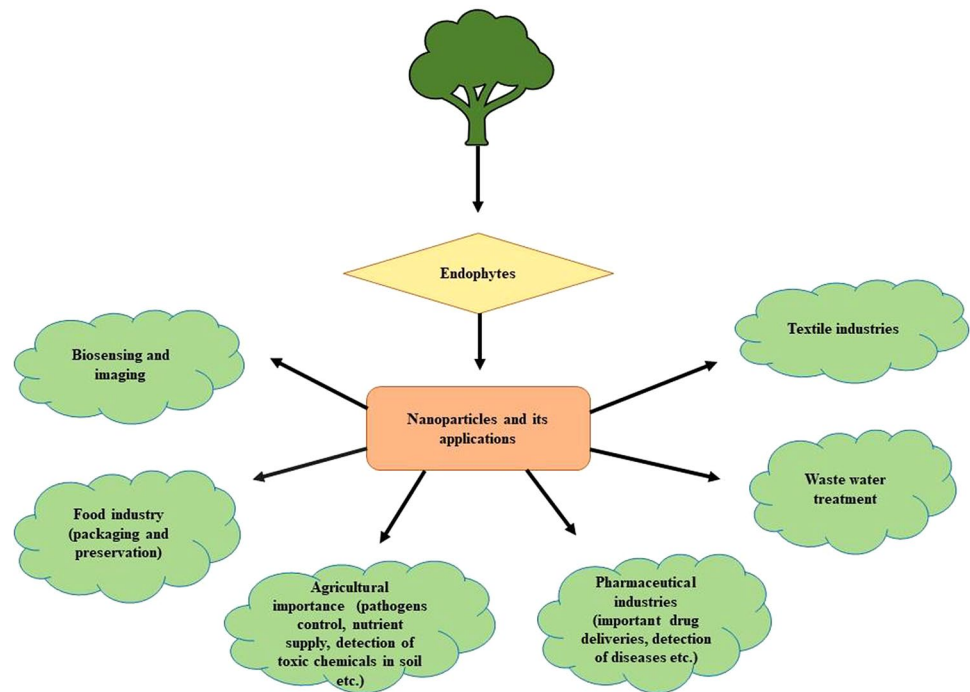 Endophytes
Nanoparticles and its
applications
Biosensing and
imaging
Textile industries
Food industry
(packaging and
preservation)
Waste water
treatment
Agricultural
importance (pathogens
control, nutrient
supply, detection of
toxic chemicals in soil
etc.)
Pharmaceutical
industries
(important drug
deliveries, detection
of diseases etc.)